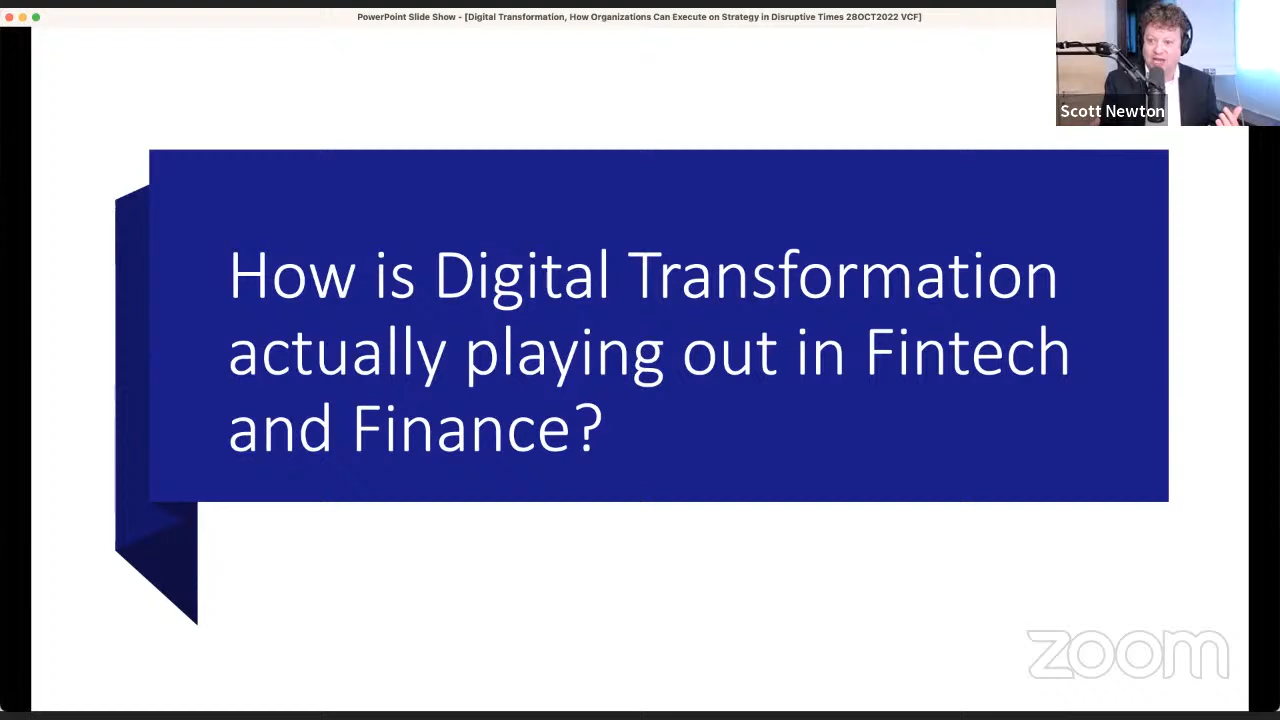 PowerPoint Slide Show - [Digital Transformation, How Organizations Can Execute on Strategy in Disruptive Times 28OCT2022 VCF]
Scott Newton
How is Digital Transformation
actually playing out in Fintech
and Finance?
zoom